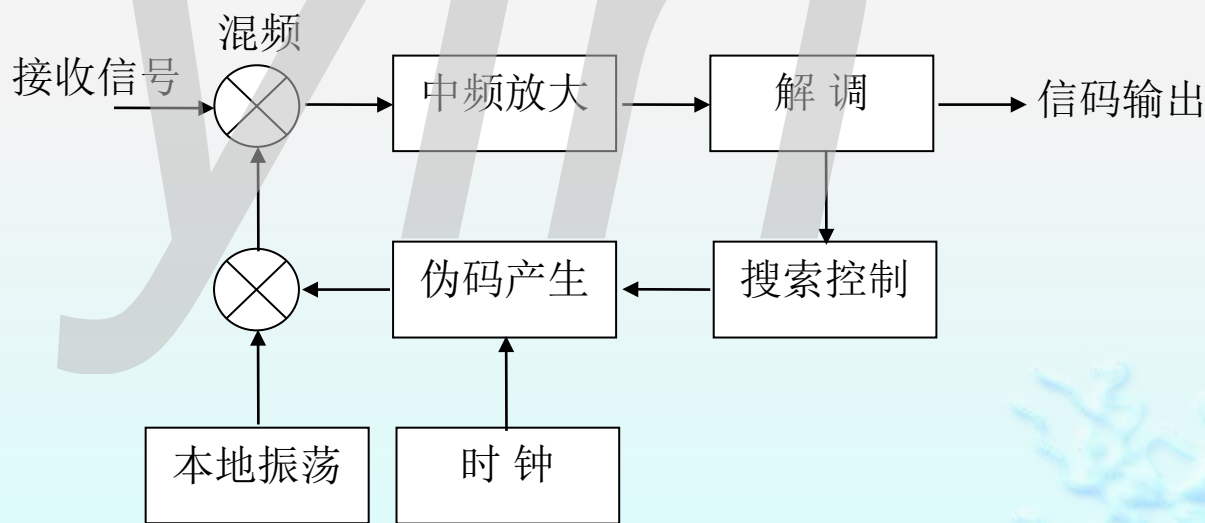 混频
接收信号
中频放大
解 调
信码输出
伪码产生
搜索控制
本地振荡
时 钟
yin